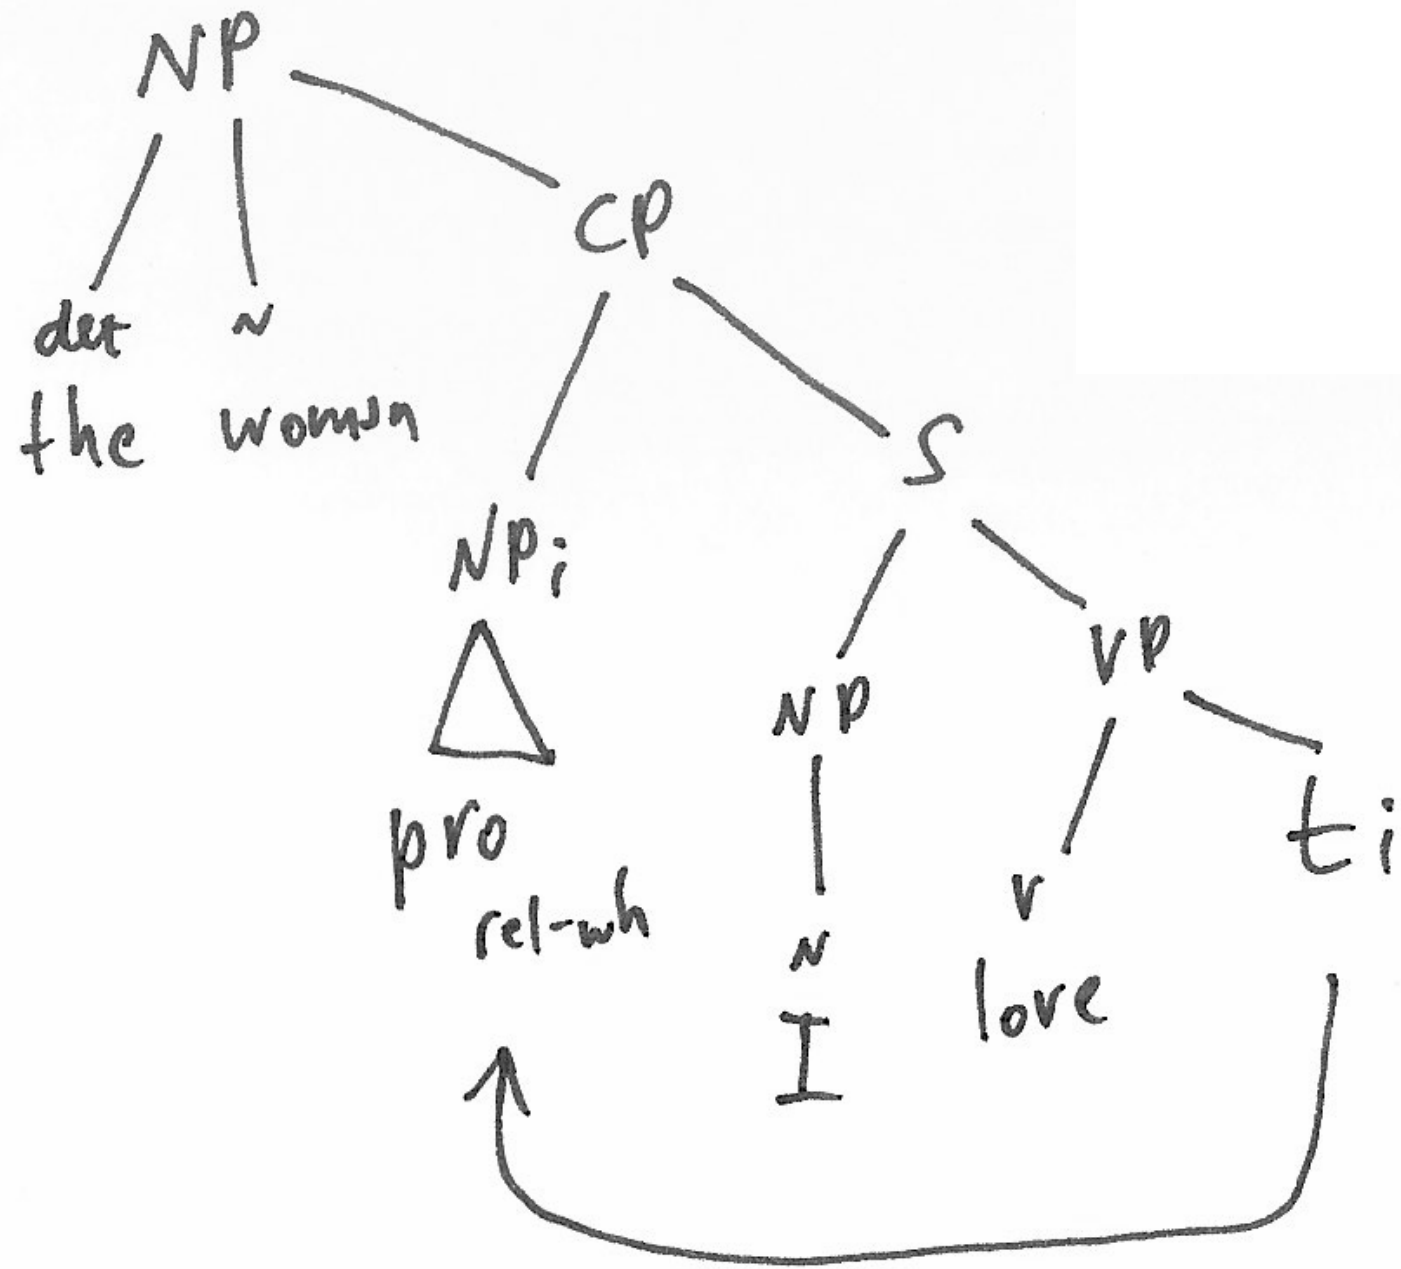 NP
CP
det N
the woman
S
NPi
NP VP
pro
rel-wh
ti
N V
I love